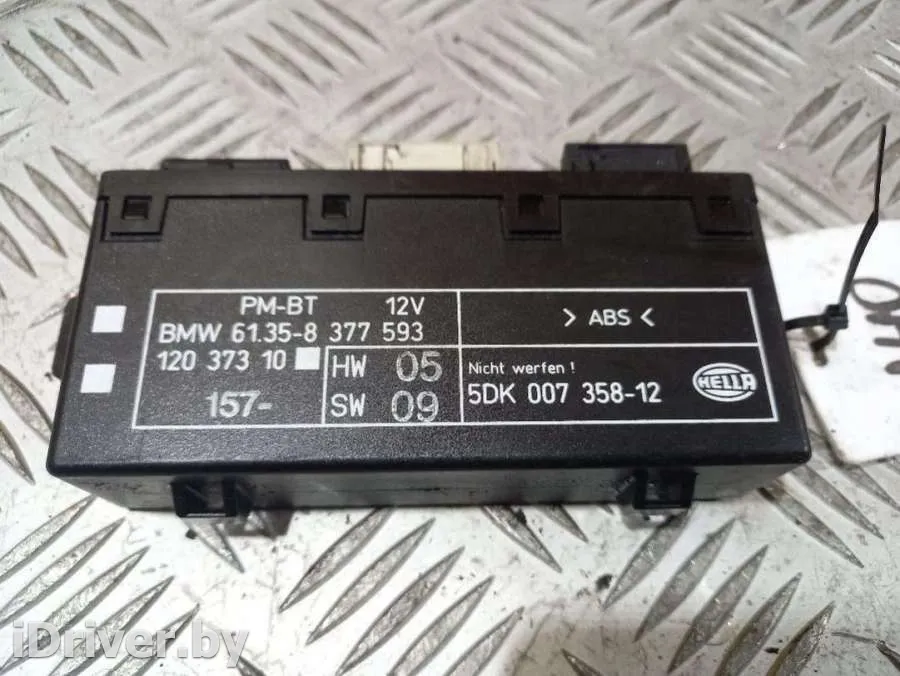 PM-BT 12V
BMW 61.35-8 377 593
120 373 10
HW 05
157-
SW 09
> ABS <
Nicht werfen !
5DK 007 358-12
HELLA
iDriver.by